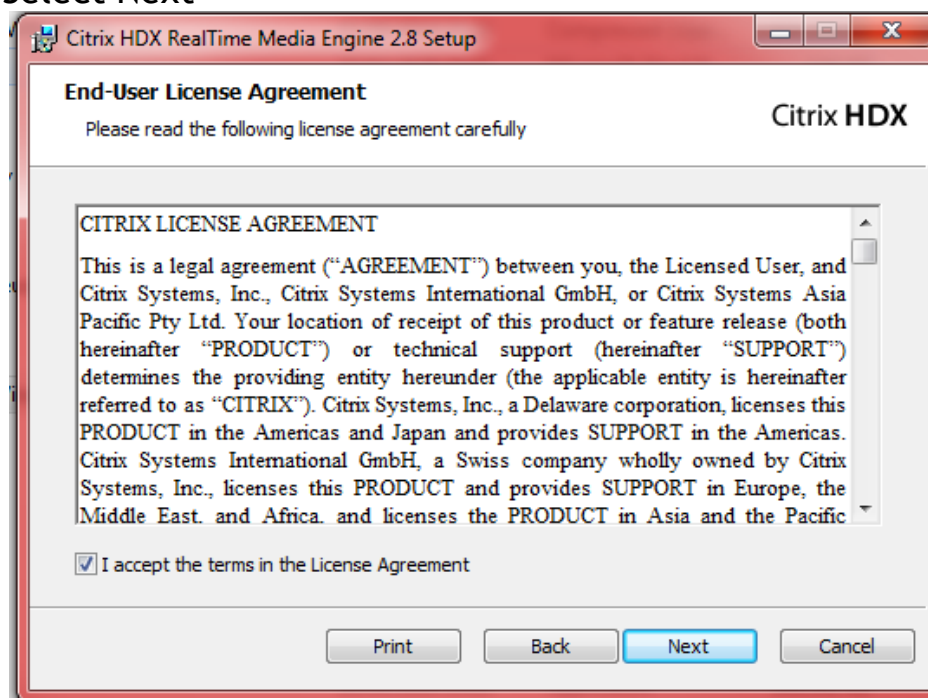 Select Next
Citrix HDX RealTime Media Engine 2.8 Setup
End-User License Agreement
Please read the following license agreement carefully
Citrix HDX
CITRIX LICENSE AGREEMENT
This is a legal agreement (“AGREEMENT”) between you, the Licensed User, and
Citrix Systems, Inc., Citrix Systems International GmbH, or Citrix Systems Asia
Pacific Pty Ltd. Your location of receipt of this product or feature release (both
hereinafter “PRODUCT”) or technical support (hereinafter “SUPPORT”)
determines the providing entity hereunder (the applicable entity is hereinafter
referred to as “CITRIX”). Citrix Systems, Inc., a Delaware corporation, licenses this
PRODUCT in the Americas and Japan and provides SUPPORT in the Americas.
Citrix Systems International GmbH, a Swiss company wholly owned by Citrix
Systems, Inc., licenses this PRODUCT and provides SUPPORT in Europe, the
Middle East, and Africa, and licenses the PRODUCT in Asia and the Pacific
I accept the terms in the License Agreement
Print
Back
Next
Cancel